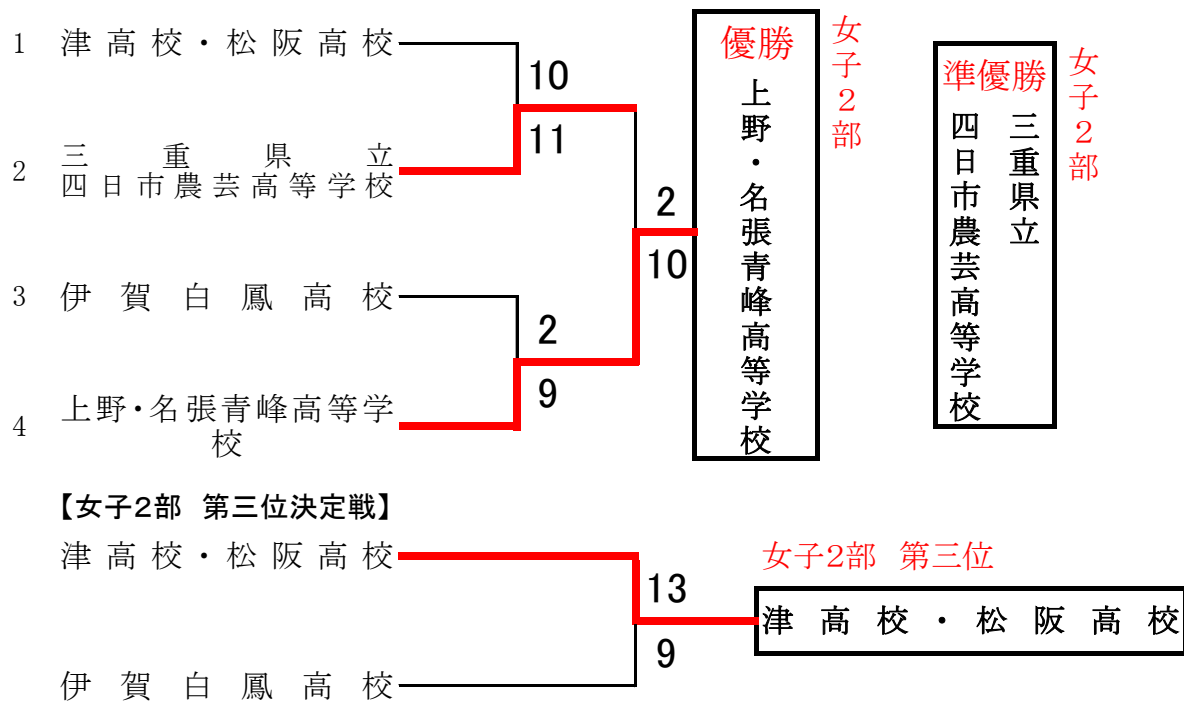 1 津高校・松阪高校
10
11
2 三重県立
四日市農芸高等学校
2
10
3 伊賀白鳳高校
2
9
4 上野・名張青峰高等学
校
優勝
上野・名張青峰高等学校
女子2部
準優勝
三重県立
四日市農芸高等学校
女子2部
【女子2部 第三位決定戦】
津高校・松阪高校
13
9
伊賀白鳳高校
女子2部 第三位
津高校・松阪高校